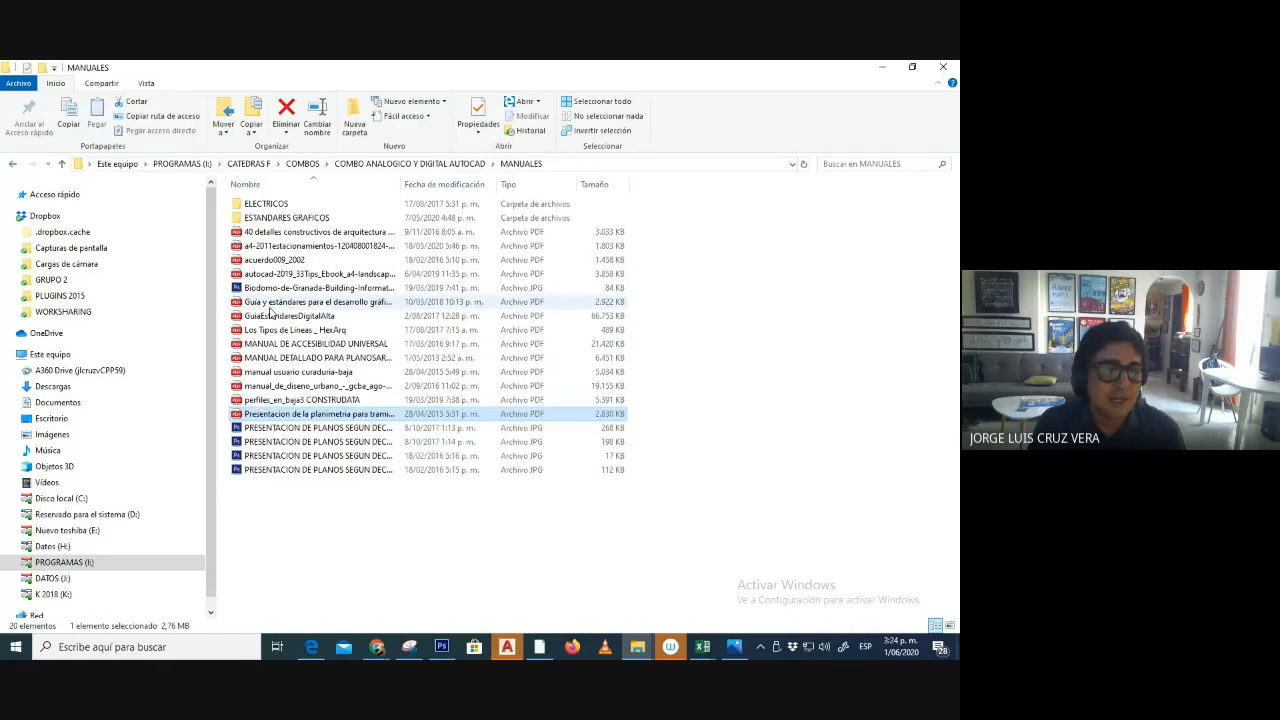 MANUALES
Archivo Inicio Compartir Vista
Anclar al Acceso rápido
Copiar
Pegar
Cortar
Copiar ruta de acceso
Pegar acceso directo
Portapapeles
Mover a
Copiar a
Eliminar
Cambiar nombre
Organizar
Nueva carpeta
Nuevo elemento
Fácil acceso
Nuevo
Propiedades
Abrir
Modificar
Historial
Abrir
Seleccionar todo
No seleccionar nada
Invertir selección
Seleccionar
Este equipo > PROGRAMAS (I:) > CATEDRAS F > COMBOS > COMBO ANALOGICO Y DIGITAL AUTOCAD > MANUALES
Buscar en MANUALES
Acceso rápido
Dropbox
.dropbox.cache
Capturas de pantalla
Cargas de cámara
GRUPO 2
PLUGINS 2015
WORKSHARING
OneDrive
Este equipo
A360 Drive (jlcruzvCPP59)
Descargas
Documentos
Escritorio
Imágenes
Música
Objetos 3D
Vídeos
Disco local (C:)
Reservado para el sistema (D:)
Nuevo toshiba (E:)
Datos (H:)
PROGRAMAS (I:)
DATOS (J:)
K 2018 (K:)
Red
Nombre Fecha de modificación Tipo Tamaño
ELECTRICOS 17/08/2017 5:31 p. m. Carpeta de archivos
ESTANDARES GRAFICOS 7/05/2020 4:48 p. m. Carpeta de archivos
40 detalles constructivos de arquitectura ... 9/11/2016 8:05 a. m. Archivo PDF 3.033 KB
a4-2011estacionamientos-120408001824-... 18/05/2020 5:46 p. m. Archivo PDF 1.803 KB
acuerdo009_2002 18/02/2016 5:10 p. m. Archivo PDF 1.458 KB
autocad-2019_33Tips_Ebook_a4-landscap... 6/04/2019 11:35 p. m. Archivo PDF 3.858 KB
Biodomo-de-Granada-Building-Informat... 19/03/2019 7:41 p. m. Archivo JPG 84 KB
Guía y estándares para el desarrollo gráfi... 10/03/2018 10:13 p. m. Archivo PDF 2.922 KB
GuiaEstandaresDigitalAlta 2/08/2017 12:28 p. m. Archivo PDF 66.753 KB
Los Tipos de Líneas _ HexArq 17/08/2017 7:15 a. m. Archivo PDF 489 KB
MANUAL DE ACCESIBILIDAD UNIVERSAL 17/03/2016 9:17 p. m. Archivo PDF 21.420 KB
MANUAL DETALLADO PARA PLANOSAR... 1/05/2013 2:52 a. m. Archivo PDF 6.451 KB
manual usuario curaduria-baja 28/04/2015 5:49 p. m. Archivo PDF 5.034 KB
manual_de_diseno_urbano_-_gcba_ago-... 2/09/2016 11:02 p. m. Archivo PDF 19.155 KB
perfiles_en_baja3 CONSTRUDATA 19/03/2019 7:38 p. m. Archivo PDF 5.391 KB
Presentacion de la planimetria para trami... 28/04/2015 5:31 p. m. Archivo PDF 2.830 KB
PRESENTACION DE PLANOS SEGUN DEC... 8/10/2017 1:13 p. m. Archivo JPG 268 KB
PRESENTACION DE PLANOS SEGUN DEC... 8/10/2017 1:14 p. m. Archivo JPG 198 KB
PRESENTACION DE PLANOS SEGUN DEC... 18/02/2016 5:16 p. m. Archivo JPG 17 KB
PRESENTACION DE PLANOS SEGUN DEC... 18/02/2016 5:15 p. m. Archivo JPG 112 KB
Activar Windows
Ve a Configuración para activar Windows.
20 elementos 1 elemento seleccionado 2,76 MB
Escribe aquí para buscar
ESP
3:24 p. m.
1/06/2020
28
JORGE LUIS CRUZ VERA